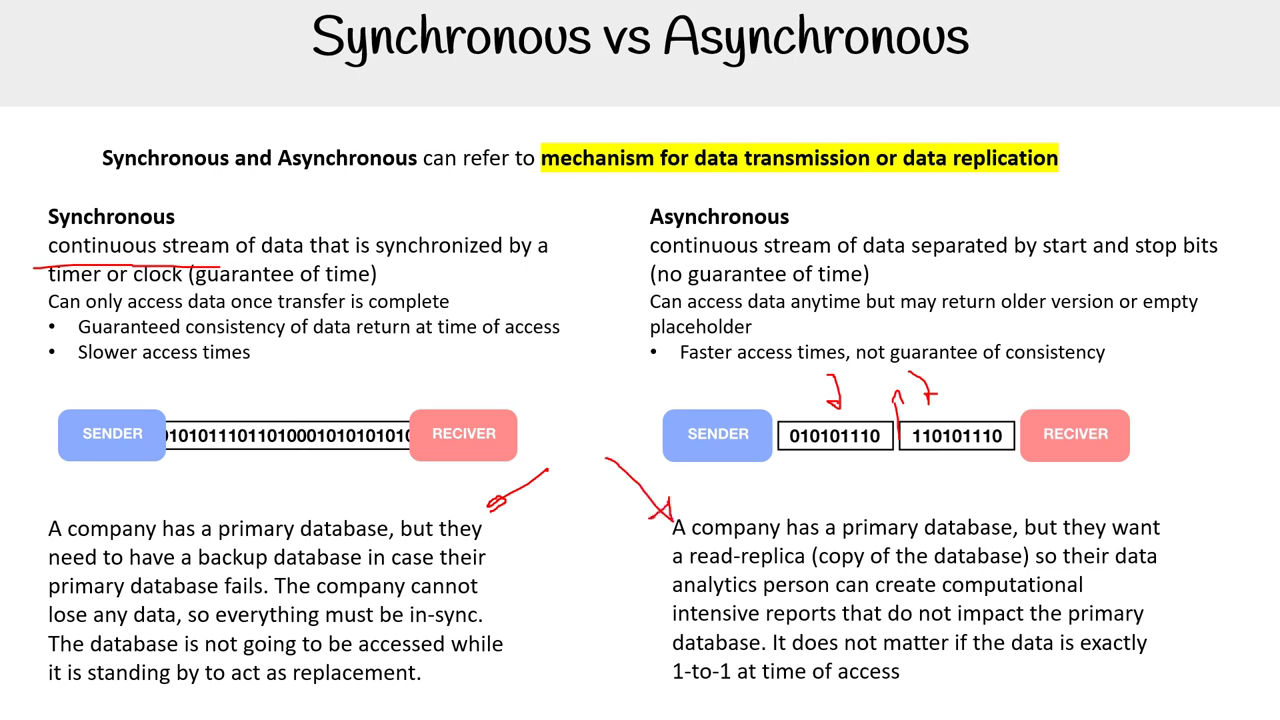 Synchronous vs Asynchronous
Synchronous and Asynchronous can refer to mechanism for data transmission or data replication
Synchronous
continuous stream of data that is synchronized by a
timer or clock (guarantee of time)
Can only access data once transfer is complete
• Guaranteed consistency of data return at time of access
• Slower access times
SENDER
01010111011010001010101010
RECIVER
A company has a primary database, but they
need to have a backup database in case their
primary database fails. The company cannot
lose any data, so everything must be in-sync.
The database is not going to be accessed while
it is standing by to act as replacement.
Asynchronous
continuous stream of data separated by start and stop bits
(no guarantee of time)
Can access data anytime but may return older version or empty
placeholder
• Faster access times, not guarantee of consistency
SENDER
010101110
110101110
RECIVER
A company has a primary database, but they want
a read-replica (copy of the database) so their data
analytics person can create computational
intensive reports that do not impact the primary
database. It does not matter if the data is exactly
1-to-1 at time of access